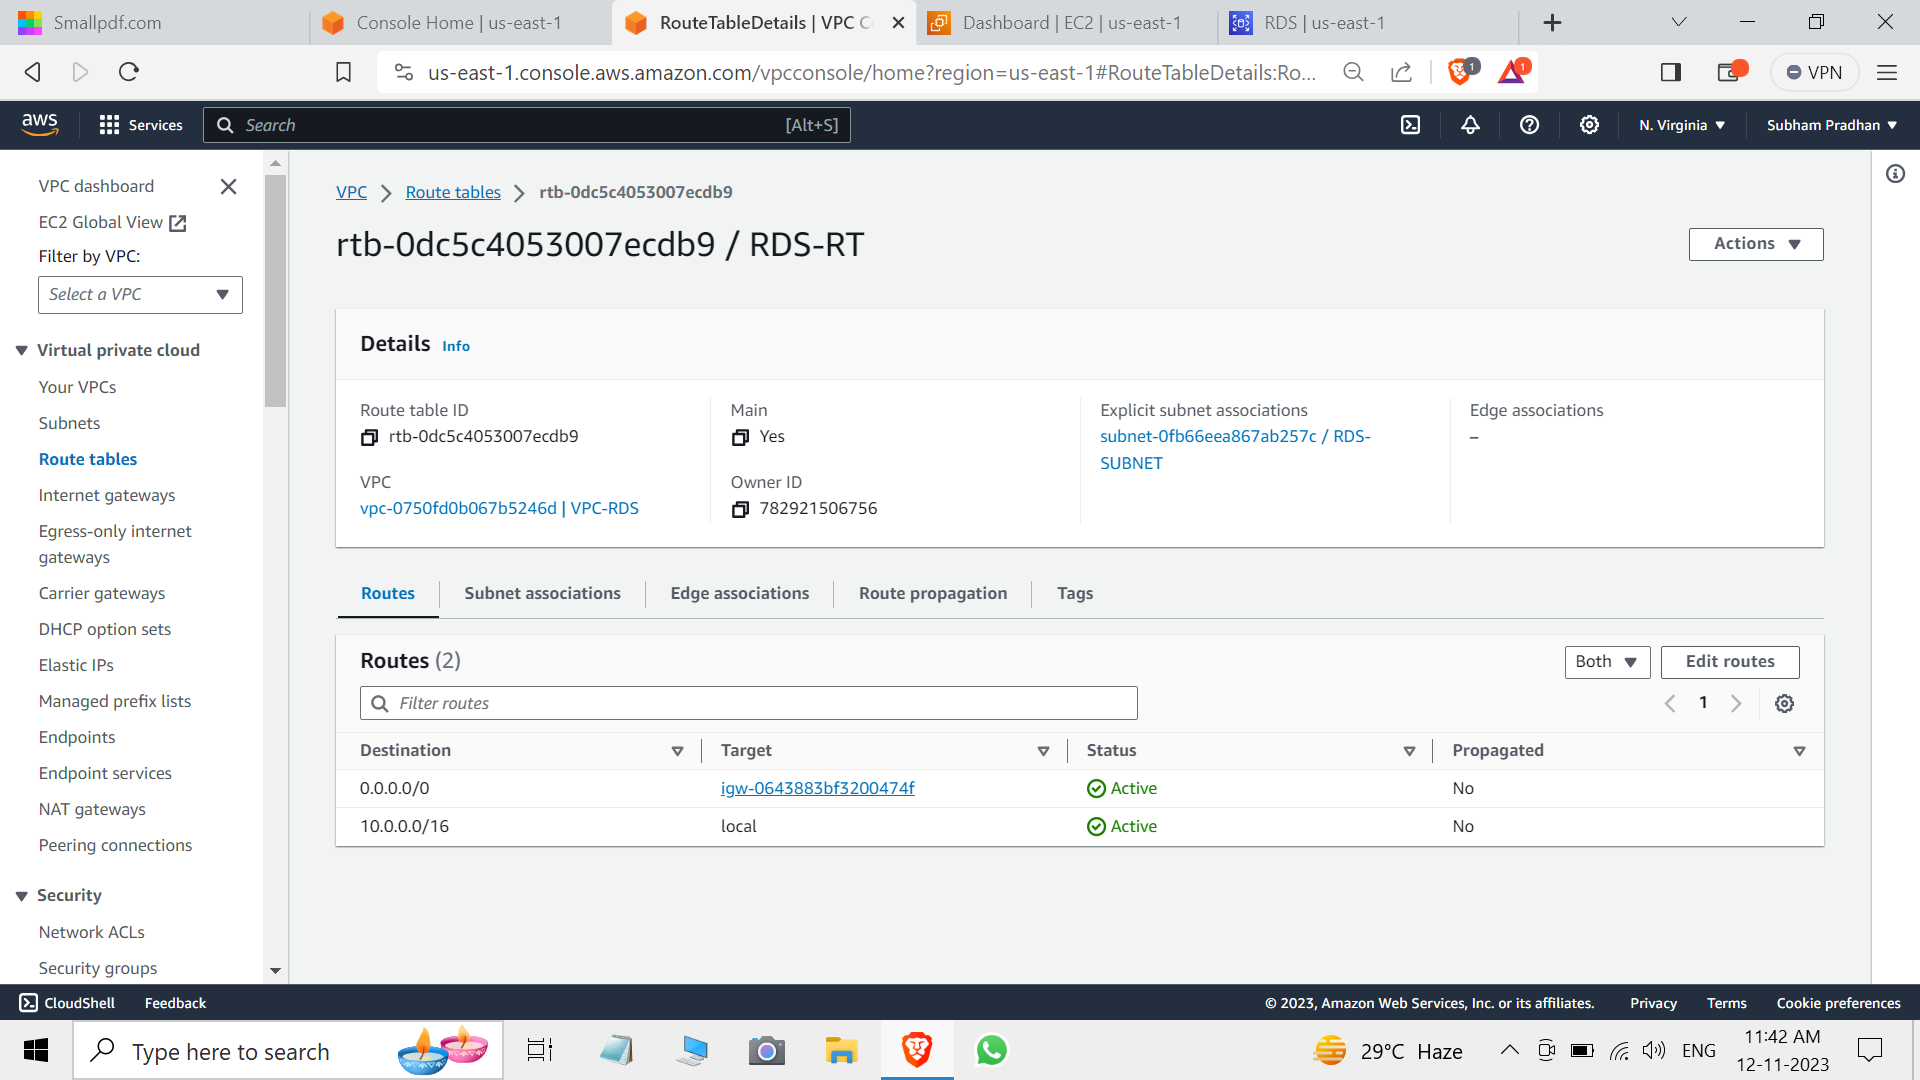 Smallpdf.com
Console Home | us-east-1
RouteTableDetails | VPC C
Dashboard | EC2 | us-east-1
RDS | us-east-1
us-east-1.console.aws.amazon.com/vpcconsole/home?region=us-east-1#RouteTableDetails:Ro...
1
1
VPN
aws
Services
Search
[Alt+S]
N. Virginia
Subham Pradhan
VPC dashboard
EC2 Global View
Filter by VPC:
Select a VPC
Virtual private cloud
Your VPCs
Subnets
Route tables
Internet gateways
Egress-only internet
gateways
Carrier gateways
DHCP option sets
Elastic IPs
Managed prefix lists
Endpoints
Endpoint services
NAT gateways
Peering connections
Security
Network ACLs
Security groups
VPC
Route tables
rtb-0dc5c4053007ecdb9
rtb-0dc5c4053007ecdb9 / RDS-RT
Actions
Details Info
Route table ID
rtb-0dc5c4053007ecdb9
VPC
vpc-0750fd0b067b5246d | VPC-RDS
Main
Yes
Owner ID
782921506756
Explicit subnet associations
subnet-0fb66eea867ab257c / RDS-
SUBNET
Edge associations
–
Routes
Subnet associations
Edge associations
Route propagation
Tags
Routes (2)
Both
Edit routes
Filter routes
1
Destination Target Status Propagated
0.0.0.0/0 igw-0643883bf3200474f Active No
10.0.0.0/16 local Active No
CloudShell
Feedback
© 2023, Amazon Web Services, Inc. or its affiliates.
Privacy
Terms
Cookie preferences
Type here to search
29°C Haze
ENG
11:42 AM
12-11-2023